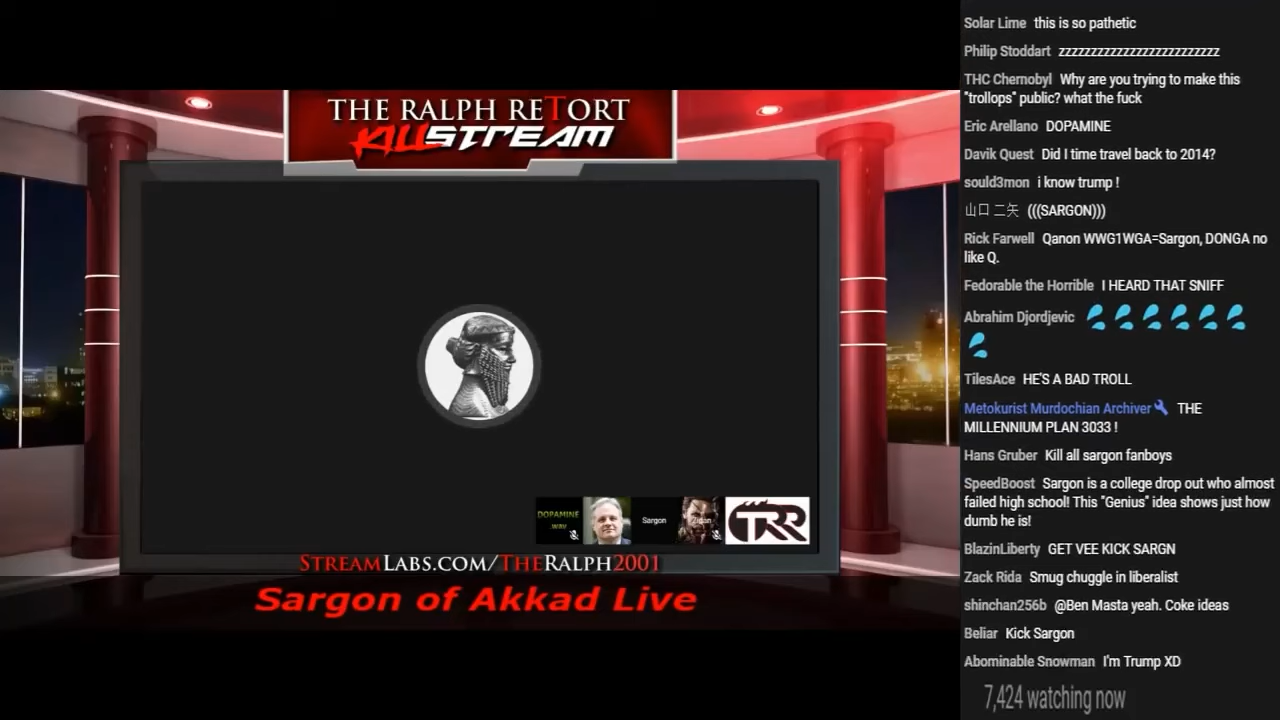 THE RALPH RETORT
KILLSTREAM
DOPAMINE
.wav
Sargon
Zidan
TRR
STREAMLABS.COM/THERALPH2001
Sargon of Akkad Live
Solar Lime this is so pathetic
Philip Stoddart zzzzzzzzzzzzzzzzzzzzzzzzz
THC Chernobyl Why are you trying to make this
"trollops" public? what the fuck
Eric Arellano DOPAMINE
Davik Quest Did I time travel back to 2014?
sould3mon i know trump !
山口 二矢 (((SARGON)))
Rick Farwell Qanon WWG1WGA=Sargon, DONGA no
like Q.
Fedorable the Horrible I HEARD THAT SNIFF
Abrahim Djordjevic 💦 💦 💦 💦 💦 💦
💦
TilesAce HE'S A BAD TROLL
Metokurist Murdochian Archiver THE
MILLENNIUM PLAN 3033 !
Hans Gruber Kill all sargon fanboys
SpeedBoost Sargon is a college drop out who almost
failed high school! This "Genius" idea shows just how
dumb he is!
BlazinLiberty GET VEE KICK SARGN
Zack Rida Smug chuggle in liberalist
shinchan256b @Ben Masta yeah. Coke ideas
Beliar Kick Sargon
Abominable Snowman I'm Trump XD
7,424 watching now